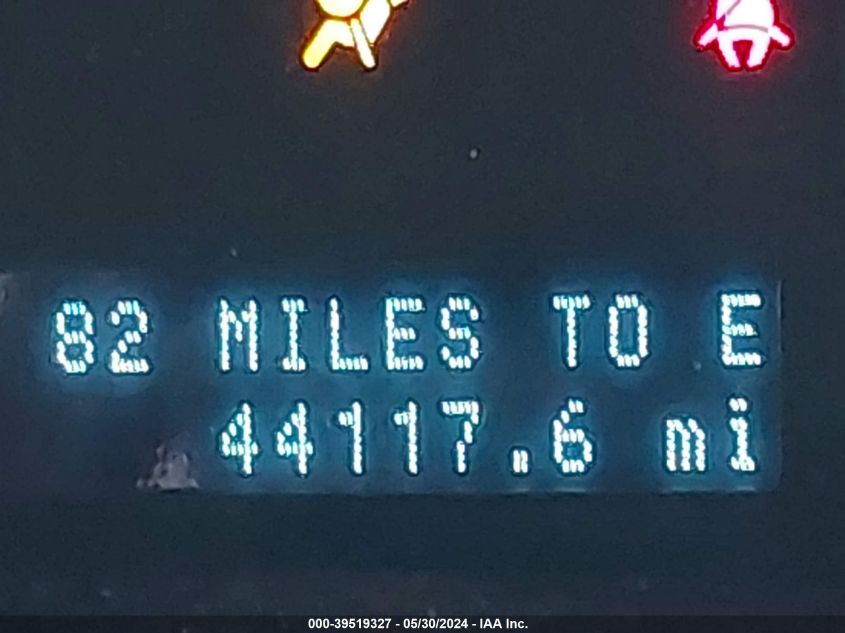 82 MILES TO E
44117.6 mi
000-39519327 - 05/30/2024 - IAA Inc.